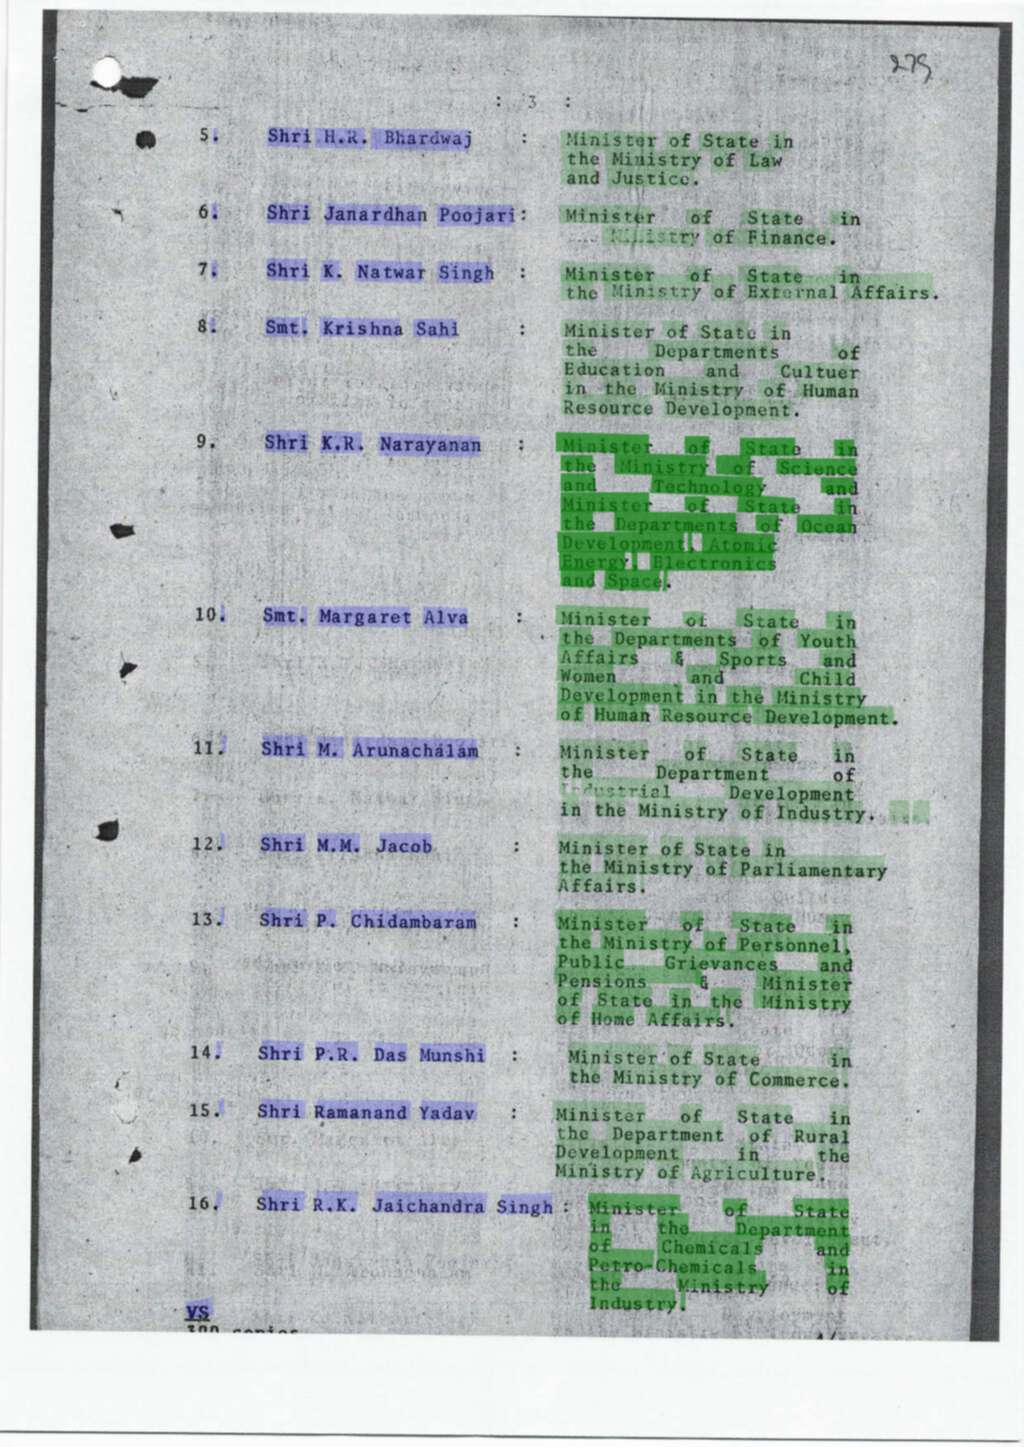 279
: 3 :
5. Shri H.R. Bhardwaj : Minister of State in
the Ministry of Law
and Justice.
6. Shri Janardhan Poojari: Minister of State in
Ministry of Finance.
7. Shri K. Natwar Singh : Minister of State in
the Ministry of External Affairs.
8. Smt. Krishna Sahi : Minister of State in
the Departments of
Education and Cultuer
in the Ministry of Human
Resource Development.
9. Shri K.R. Narayanan : Minister of State in
the Ministry of Science
and Technology and
Minister of State in
the Departments of Ocean
Development, Atomic
Energy, Electronics
and Space.
10. Smt. Margaret Alva : Minister of State in
the Departments of Youth
Affairs & Sports and
Women and Child
Development in the Ministry
of Human Resource Development.
11. Shri M. Arunachalam : Minister of State in
the Department of
Industrial Development
in the Ministry of Industry.
12. Shri M.M. Jacob : Minister of State in
the Ministry of Parliamentary
Affairs.
13. Shri P. Chidambaram : Minister of State in
the Ministry of Personnel,
Public Grievances and
Pensions & Minister
of State in the Ministry
of Home Affairs.
14. Shri P.R. Das Munshi : Minister of State in
the Ministry of Commerce.
15. Shri Ramanand Yadav : Minister of State in
the Department of Rural
Development in the
Ministry of Agriculture.
16. Shri R.K. Jaichandra Singh : Minister of State
in the Department
of Chemicals and
Petro-Chemicals in
the Ministry of
Industry.
VS